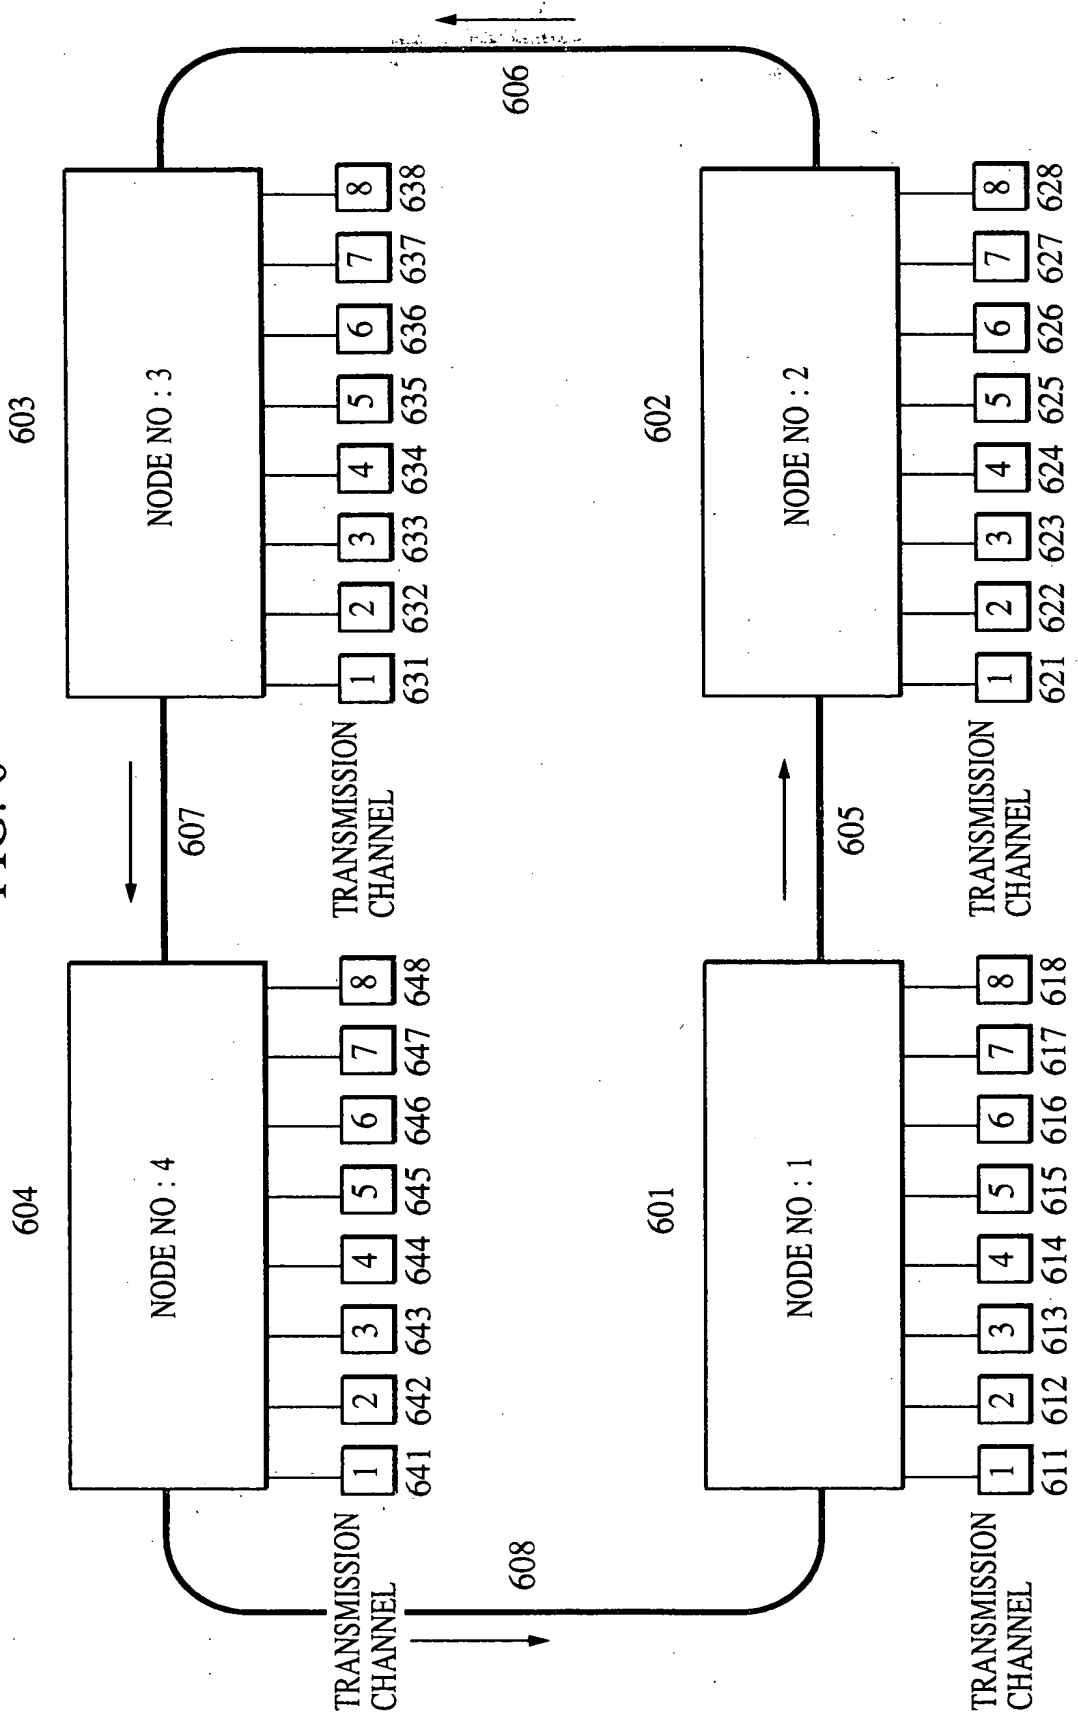 FIG. 6
604
603
NODE NO : 4
NODE NO : 3
607
TRANSMISSION
CHANNEL
1 2 3 4 5 6 7 8
641 642 643 644 645 646 647 648
TRANSMISSION
CHANNEL
1 2 3 4 5 6 7 8
631 632 633 634 635 636 637 638
608
606
601
602
NODE NO : 1
NODE NO : 2
605
TRANSMISSION
CHANNEL
1 2 3 4 5 6 7 8
611 612 613 614 615 616 617 618
TRANSMISSION
CHANNEL
1 2 3 4 5 6 7 8
621 622 623 624 625 626 627 628